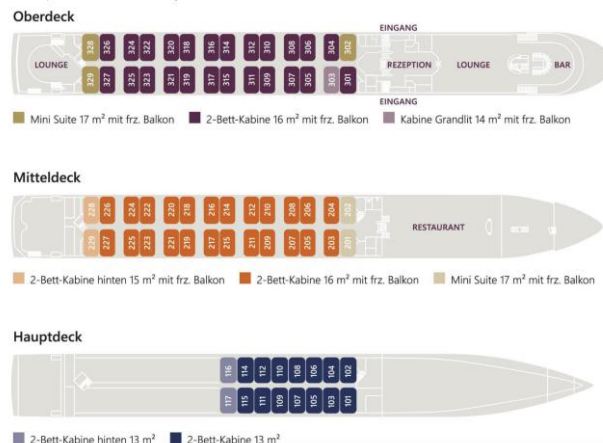 Oberdeck
EINGANG
328 326 324 322 320 318 316 314 312 310 308 306 304 302
LOUNGE REZEPTION LOUNGE BAR
329 327 325 323 321 319 317 315 311 309 307 305 303 301
EINGANG
Mini Suite 17 m² mit frz. Balkon 2-Bett-Kabine 16 m² mit frz. Balkon Kabine Grandlit 14 m² mit frz. Balkon
Mitteldeck
228 226 224 222 220 218 216 214 212 210 208 206 204 202
RESTAURANT
229 227 225 223 221 219 217 215 211 209 207 205 203 201
2-Bett-Kabine hinten 15 m² mit frz. Balkon 2-Bett-Kabine 16 m² mit frz. Balkon Mini Suite 17 m² mit frz. Balkon
Hauptdeck
116 114 112 110 108 106 104 102
117 115 111 109 107 105 103 101
2-Bett-Kabine hinten 13 m² 2-Bett-Kabine 13 m²